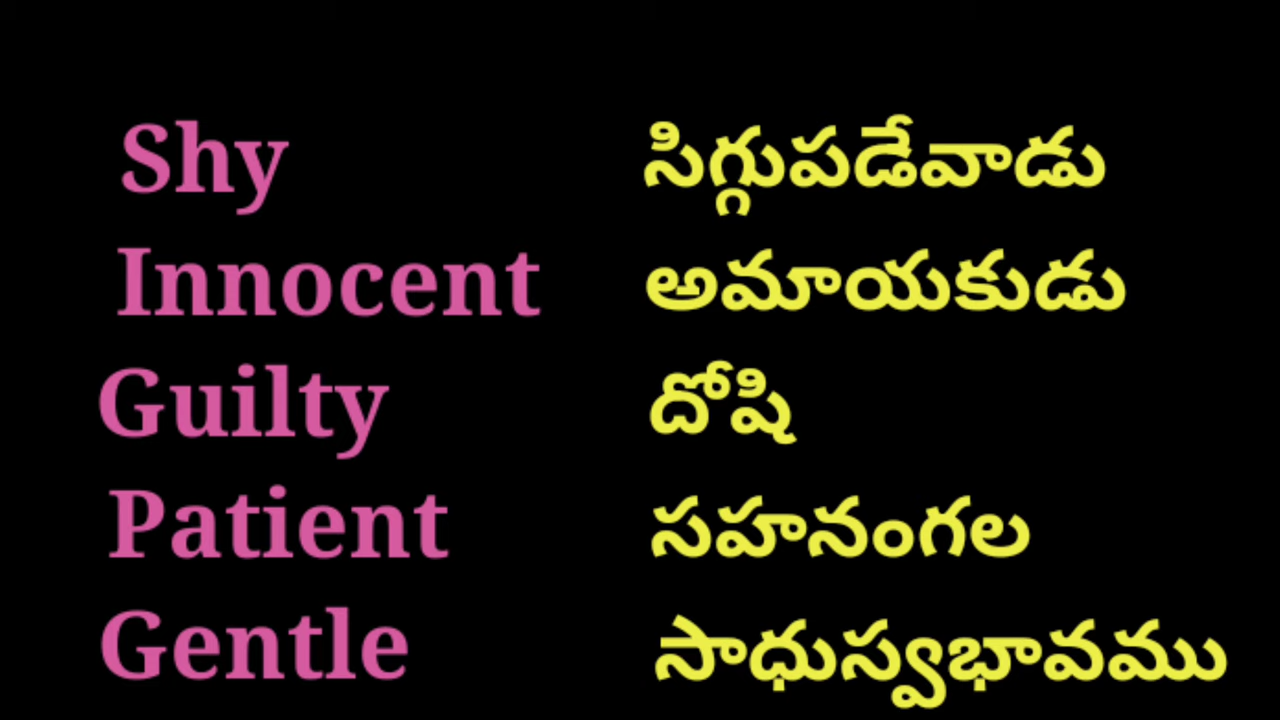 Shy సిగ్గుపడేవాడు
Innocent అమాయకుడు
Guilty దోషి
Patient సహనంగల
Gentle సాధుస్వభావము